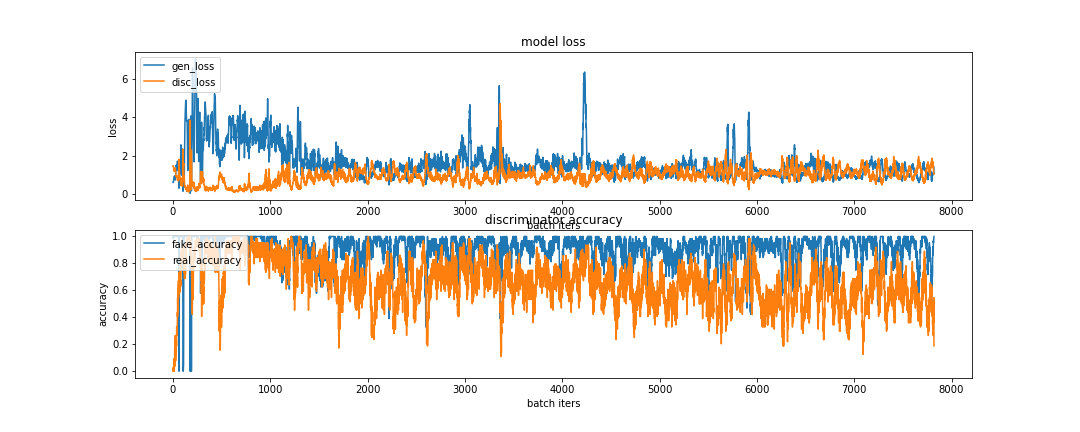 model loss
gen_loss
disc_loss
loss
6
4
2
0
0 1000 2000 3000 4000 5000 6000 7000 8000
batch iters
discriminator accuracy
fake_accuracy
real_accuracy
accuracy
1.0
0.8
0.6
0.4
0.2
0.0
0 1000 2000 3000 4000 5000 6000 7000 8000
batch iters